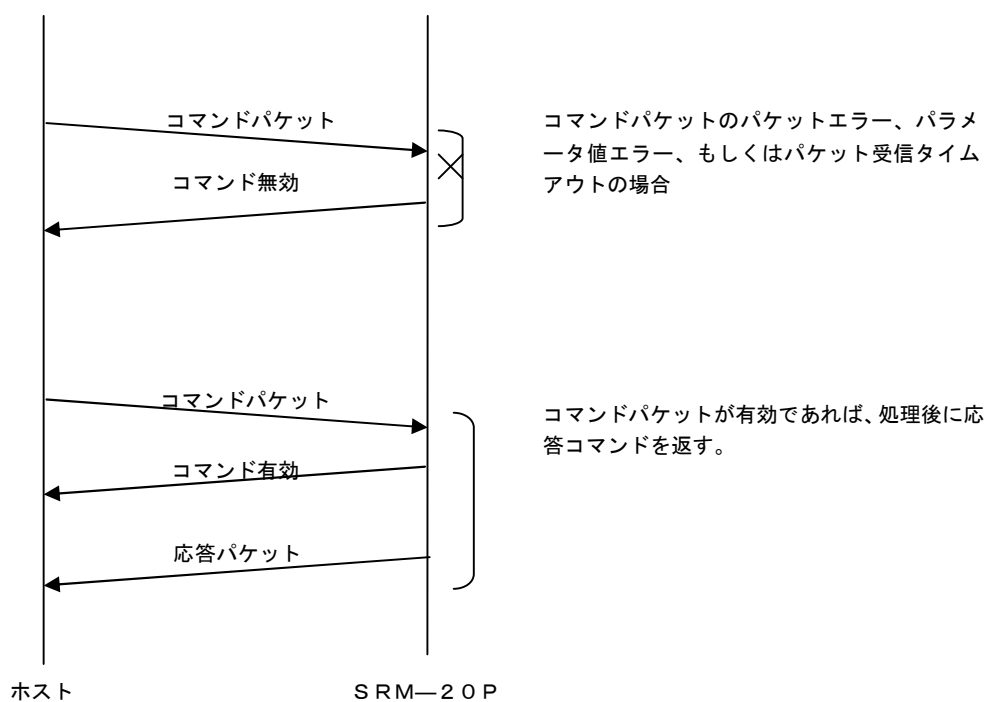 コマンドパケット
コマンドパケットのパケットエラー、パラメ
ータ値エラー、もしくはパケット受信タイム
アウトの場合
コマンド無効
コマンドパケット
コマンドパケットが有効であれば、処理後に応
答コマンドを返す。
コマンド有効
応答パケット
ホスト
ＳＲＭ―２０Ｐ